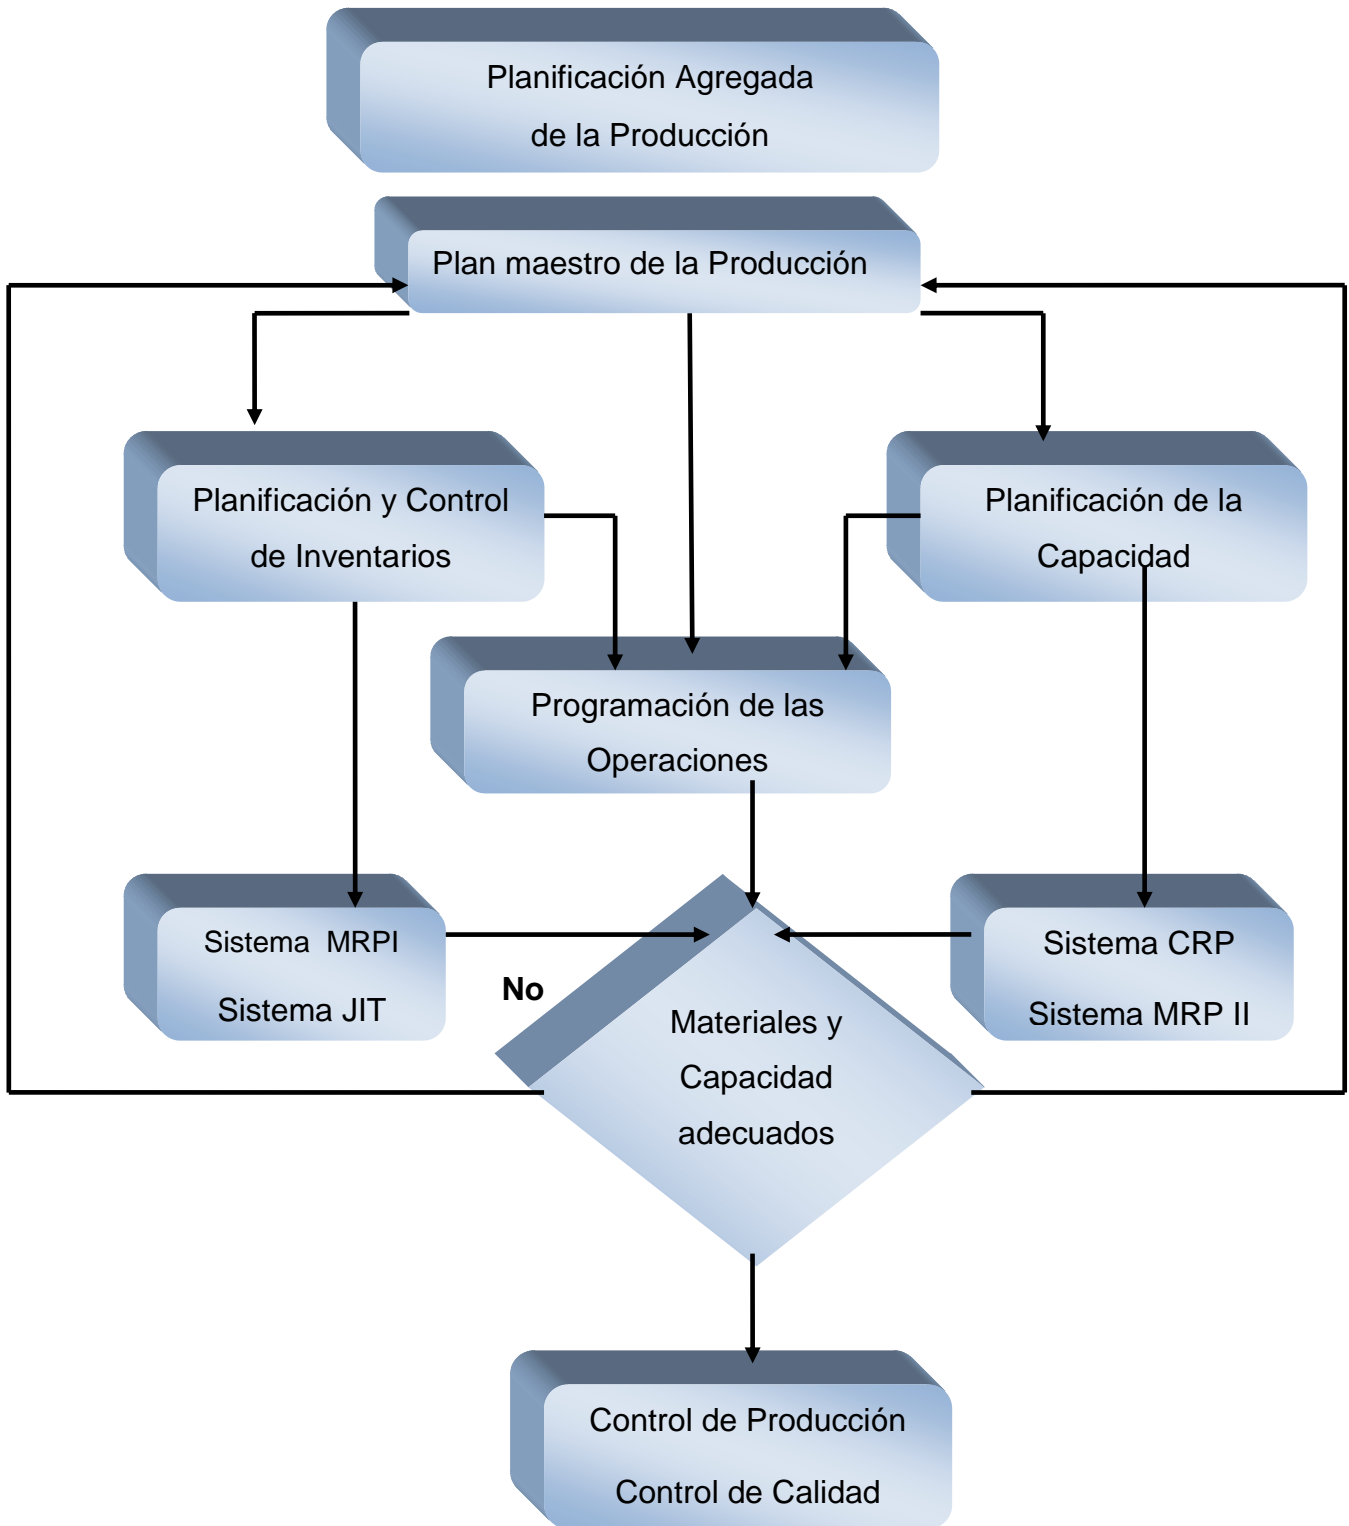 Planificación Agregada
de la Producción
Plan maestro de la Producción
Planificación y Control
de Inventarios
Planificación de la
Capacidad
Programación de las
Operaciones
Sistema MRPI
Sistema JIT
Sistema CRP
Sistema MRP II
No
Materiales y
Capacidad
adecuados
Control de Producción
Control de Calidad